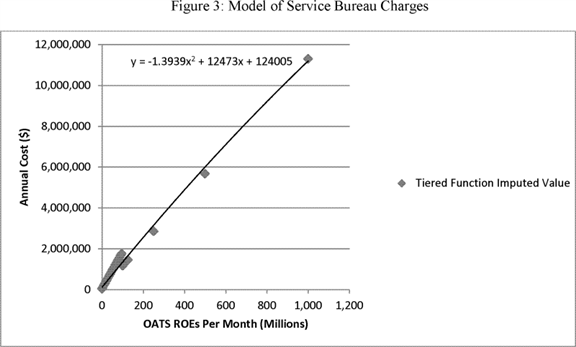 Figure 3: Model of Service Bureau Charges
12,000,000
y = -1.3939x² + 12473x + 124005
10,000,000
8,000,000
Annual Cost ($)
6,000,000
Tiered Function Imputed Value
4,000,000
2,000,000
0
0 200 400 600 800 1,000 1,200
OATS ROEs Per Month (Millions)